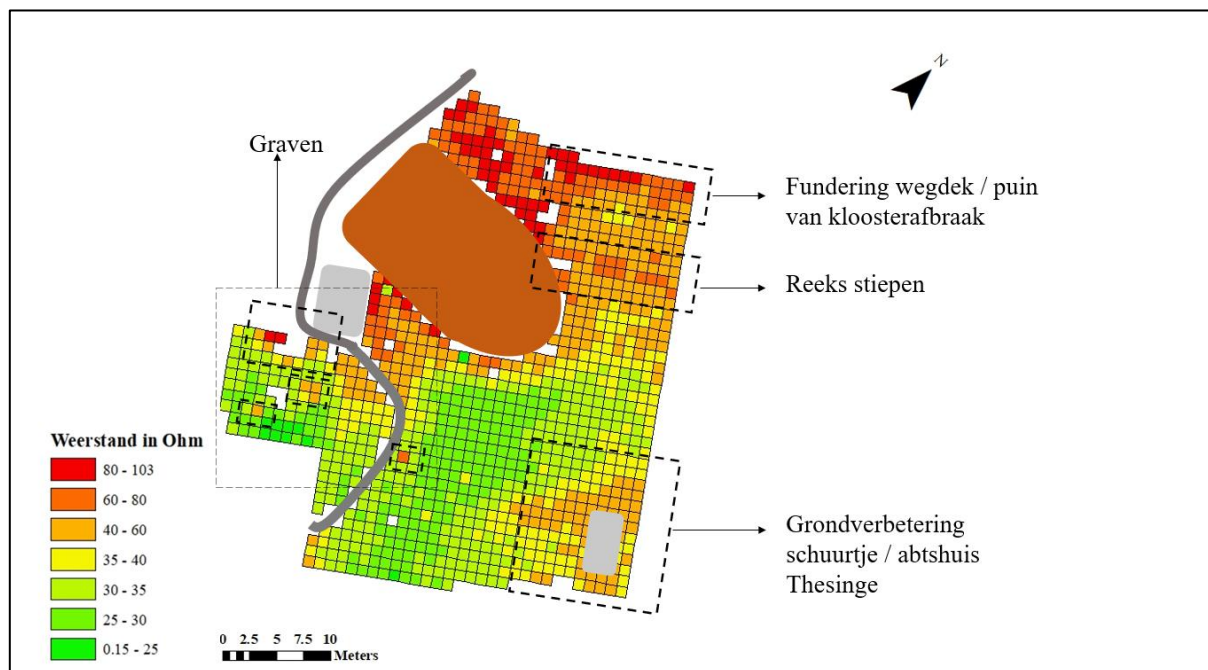 N
Graven
Fundering wegdek / puin
van kloosterafbraak
Reeks stiepen
Weerstand in Ohm
80 - 103
60 - 80
40 - 60
35 - 40
30 - 35
25 - 30
0.15 - 25
Grondverbetering
schuurtje / abtshuis
Thesinge
0 2.5 5 7.5 10
Meters